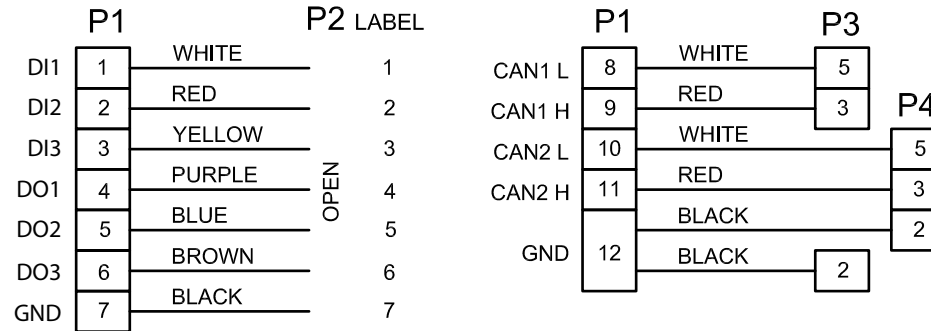 P1 P2 LABEL
DI1 1 WHITE 1
DI2 2 RED 2
DI3 3 YELLOW 3
DO1 4 PURPLE 4
DO2 5 BLUE 5
DO3 6 BROWN 6
GND 7 BLACK 7
OPEN
P1 P3
CAN1 L 8 WHITE 5
CAN1 H 9 RED 3
P4
CAN2 L 10 WHITE 5
CAN2 H 11 RED 3
BLACK 2
GND 12
BLACK 2